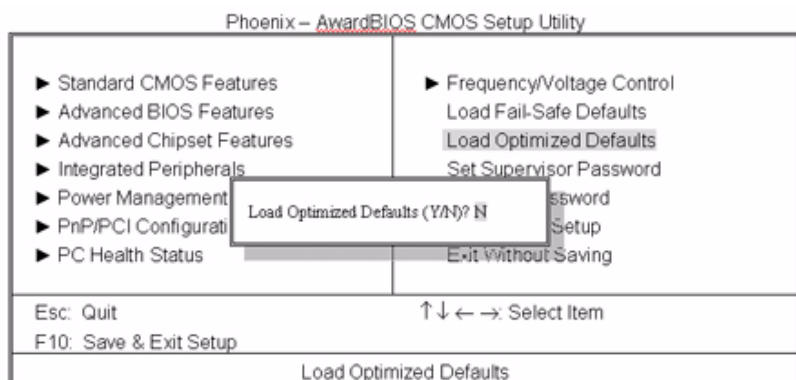 Phoenix – AwardBIOS CMOS Setup Utility
► Standard CMOS Features
► Advanced BIOS Features
► Advanced Chipset Features
► Integrated Peripherals
► Power Management
► PnP/PCI Configurati
► PC Health Status
► Frequency/Voltage Control
Load Fail-Safe Defaults
Load Optimized Defaults
Set Supervisor Password
ssword
Setup
Exit Without Saving
Load Optimized Defaults (Y/N)? N
Esc: Quit
↑↓←→: Select Item
F10: Save & Exit Setup
Load Optimized Defaults